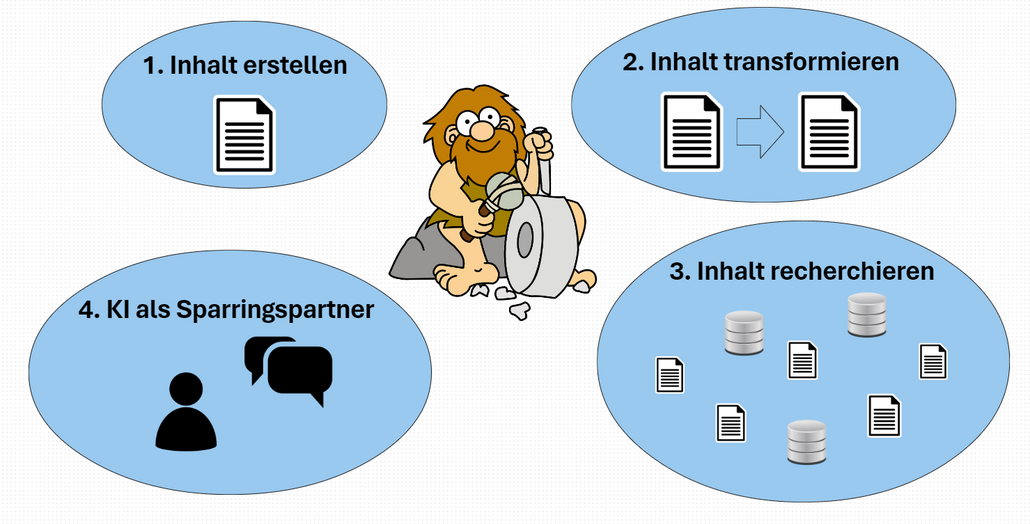 1. Inhalt erstellen
2. Inhalt transformieren
3. Inhalt recherchieren
4. KI als Sparringspartner